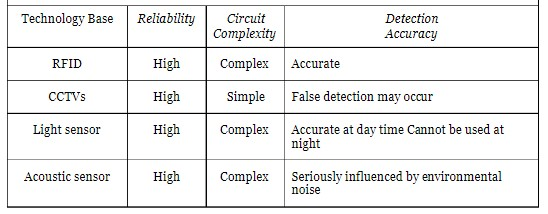 Technology Base Reliability Circuit Complexity Detection Accuracy
RFID High Complex Accurate
CCTVs High Simple False detection may occur
Light sensor High Complex Accurate at day time Cannot be used at
night
Acoustic sensor High Complex Seriously influenced by environmental
noise